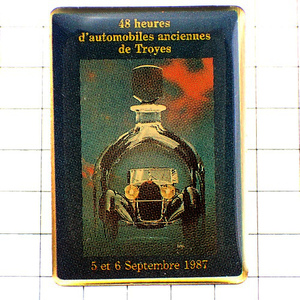 48 heures
d'automobiles anciennes
de Troyes
5 et 6 Septembre 1987